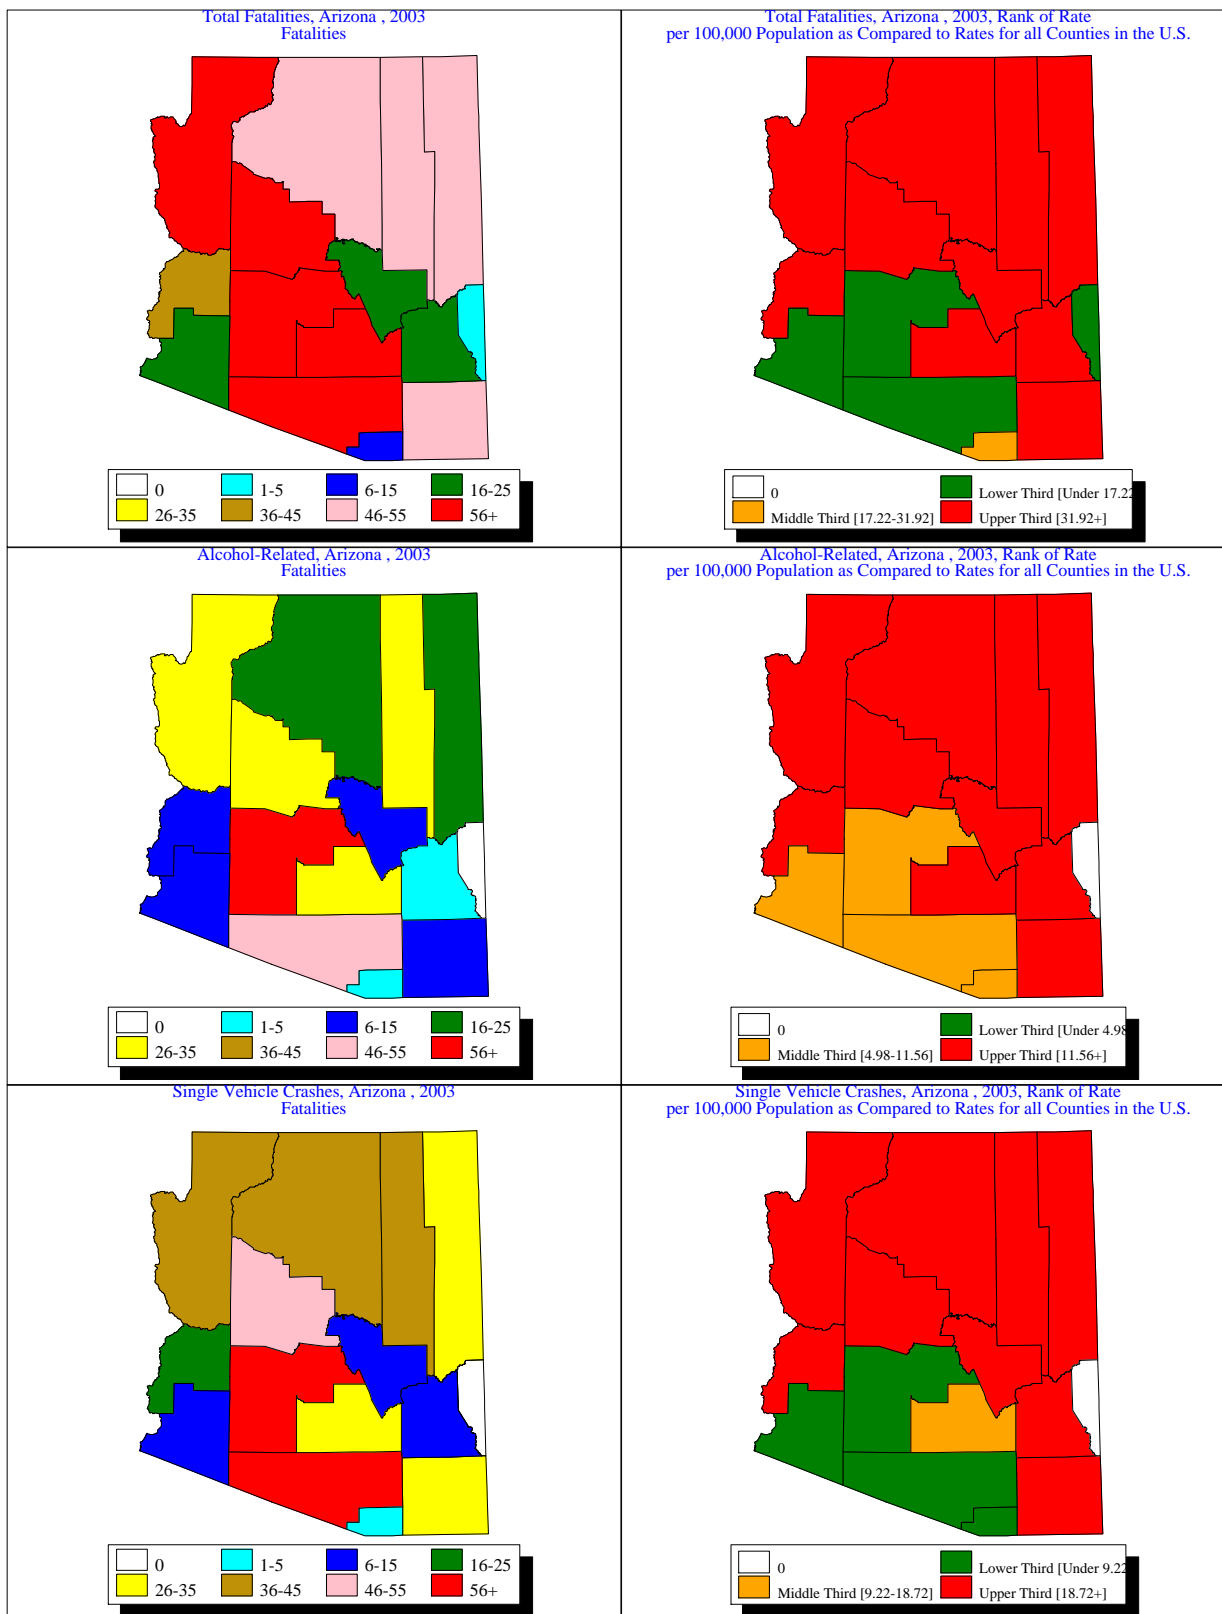 Total Fatalities, Arizona , 2003
Fatalities
0
1-5
6-15
16-25
26-35
36-45
46-55
56+
Total Fatalities, Arizona , 2003, Rank of Rate
per 100,000 Population as Compared to Rates for all Counties in the U.S.
0
Lower Third [Under 17.22
Middle Third [17.22-31.92]
Upper Third [31.92+]
Alcohol-Related, Arizona , 2003
Fatalities
0
1-5
6-15
16-25
26-35
36-45
46-55
56+
Alcohol-Related, Arizona , 2003, Rank of Rate
per 100,000 Population as Compared to Rates for all Counties in the U.S.
0
Lower Third [Under 4.98
Middle Third [4.98-11.56]
Upper Third [11.56+]
Single Vehicle Crashes, Arizona , 2003
Fatalities
0
1-5
6-15
16-25
26-35
36-45
46-55
56+
Single Vehicle Crashes, Arizona , 2003, Rank of Rate
per 100,000 Population as Compared to Rates for all Counties in the U.S.
0
Lower Third [Under 9.22
Middle Third [9.22-18.72]
Upper Third [18.72+]